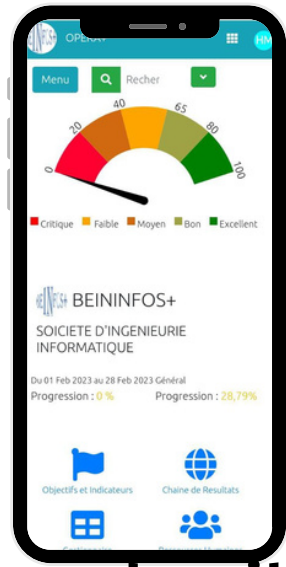 HM
Menu Recher
0 20 40 65 80 100
Critique Faible Moyen Bon Excellent
BEININFOS+
SOICIETE D'INGENIEURIE
INFORMATIQUE
Du 01 Feb 2023 au 28 Feb 2023 Général
Progression : 0 % Progression : 28,79%
Objectifs et Indicateurs Chaine de Resultats